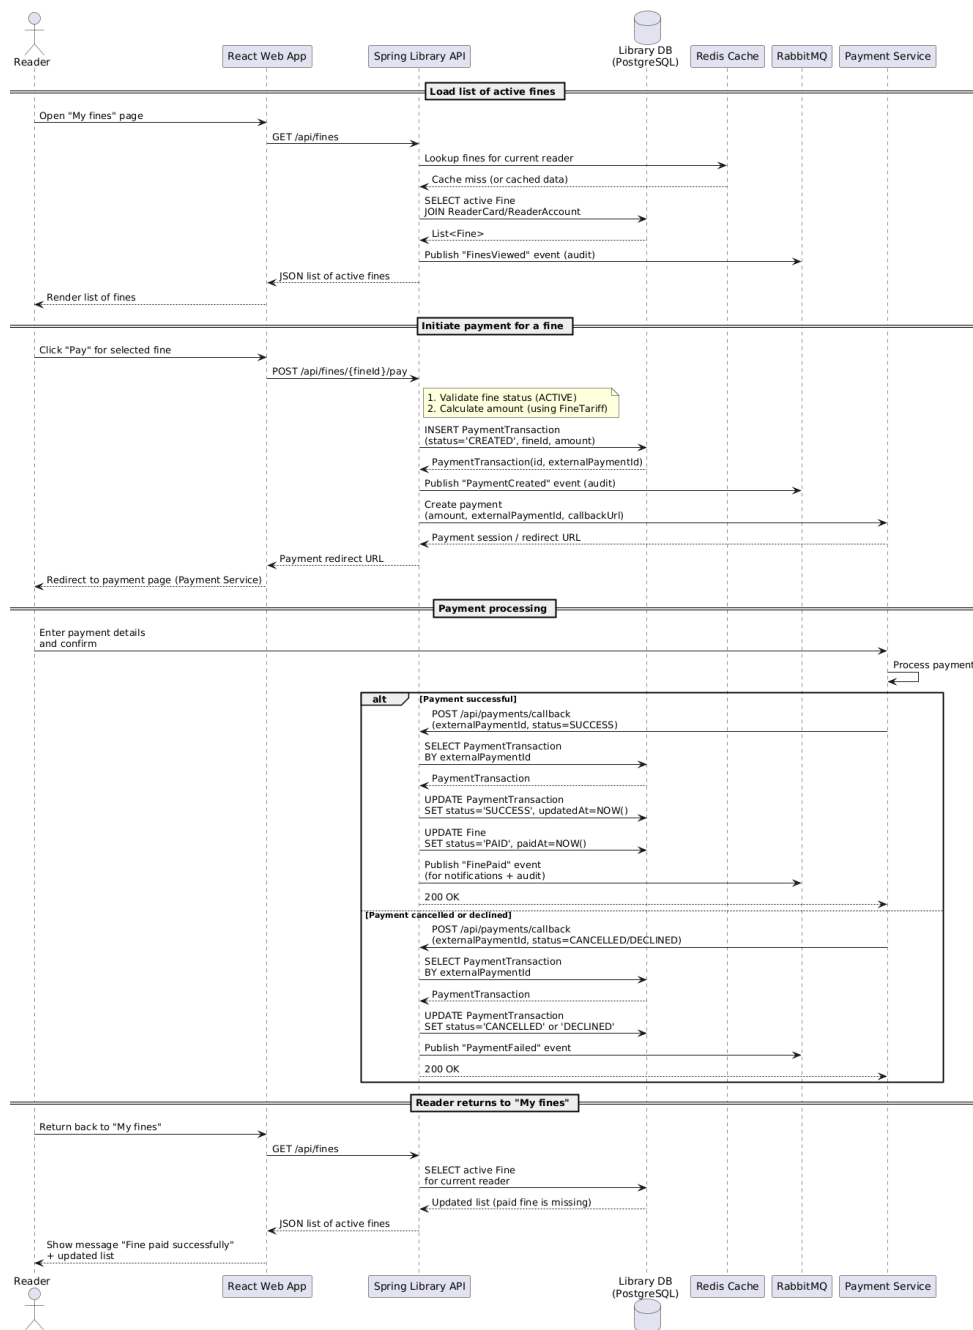 Reader
React Web App
Spring Library API
Library DB
(PostgreSQL)
Redis Cache
RabbitMQ
Payment Service
Load list of active fines
Open "My fines" page
GET /api/fines
Lookup fines for current reader
Cache miss (or cached data)
SELECT active Fine
JOIN ReaderCard/ReaderAccount
List<Fine>
Publish "FinesViewed" event (audit)
JSON list of active fines
Render list of fines
Initiate payment for a fine
Click "Pay" for selected fine
POST /api/fines/{fineId}/pay
1. Validate fine status (ACTIVE)
2. Calculate amount (using FineTariff)
INSERT PaymentTransaction
(status='CREATED', fineId, amount)
PaymentTransaction(id, externalPaymentId)
Publish "PaymentCreated" event (audit)
Create payment
(amount, externalPaymentId, callbackUrl)
Payment session / redirect URL
Payment redirect URL
Redirect to payment page (Payment Service)
Payment processing
Enter payment details
and confirm
Process payment
alt
[Payment successful]
POST /api/payments/callback
(externalPaymentId, status=SUCCESS)
SELECT PaymentTransaction
BY externalPaymentId
PaymentTransaction
UPDATE PaymentTransaction
SET status='SUCCESS', updatedAt=NOW()
UPDATE Fine
SET status='PAID', paidAt=NOW()
Publish "FinePaid" event
(for notifications + audit)
200 OK
[Payment cancelled or declined]
POST /api/payments/callback
(externalPaymentId, status=CANCELLED/DECLINED)
SELECT PaymentTransaction
BY externalPaymentId
PaymentTransaction
UPDATE PaymentTransaction
SET status='CANCELLED' or 'DECLINED'
Publish "PaymentFailed" event
200 OK
Reader returns to "My fines"
Return back to "My fines"
GET /api/fines
SELECT active Fine
for current reader
Updated list (paid fine is missing)
JSON list of active fines
Show message "Fine paid successfully"
+ updated list
Reader
React Web App
Spring Library API
Library DB
(PostgreSQL)
Redis Cache
RabbitMQ
Payment Service